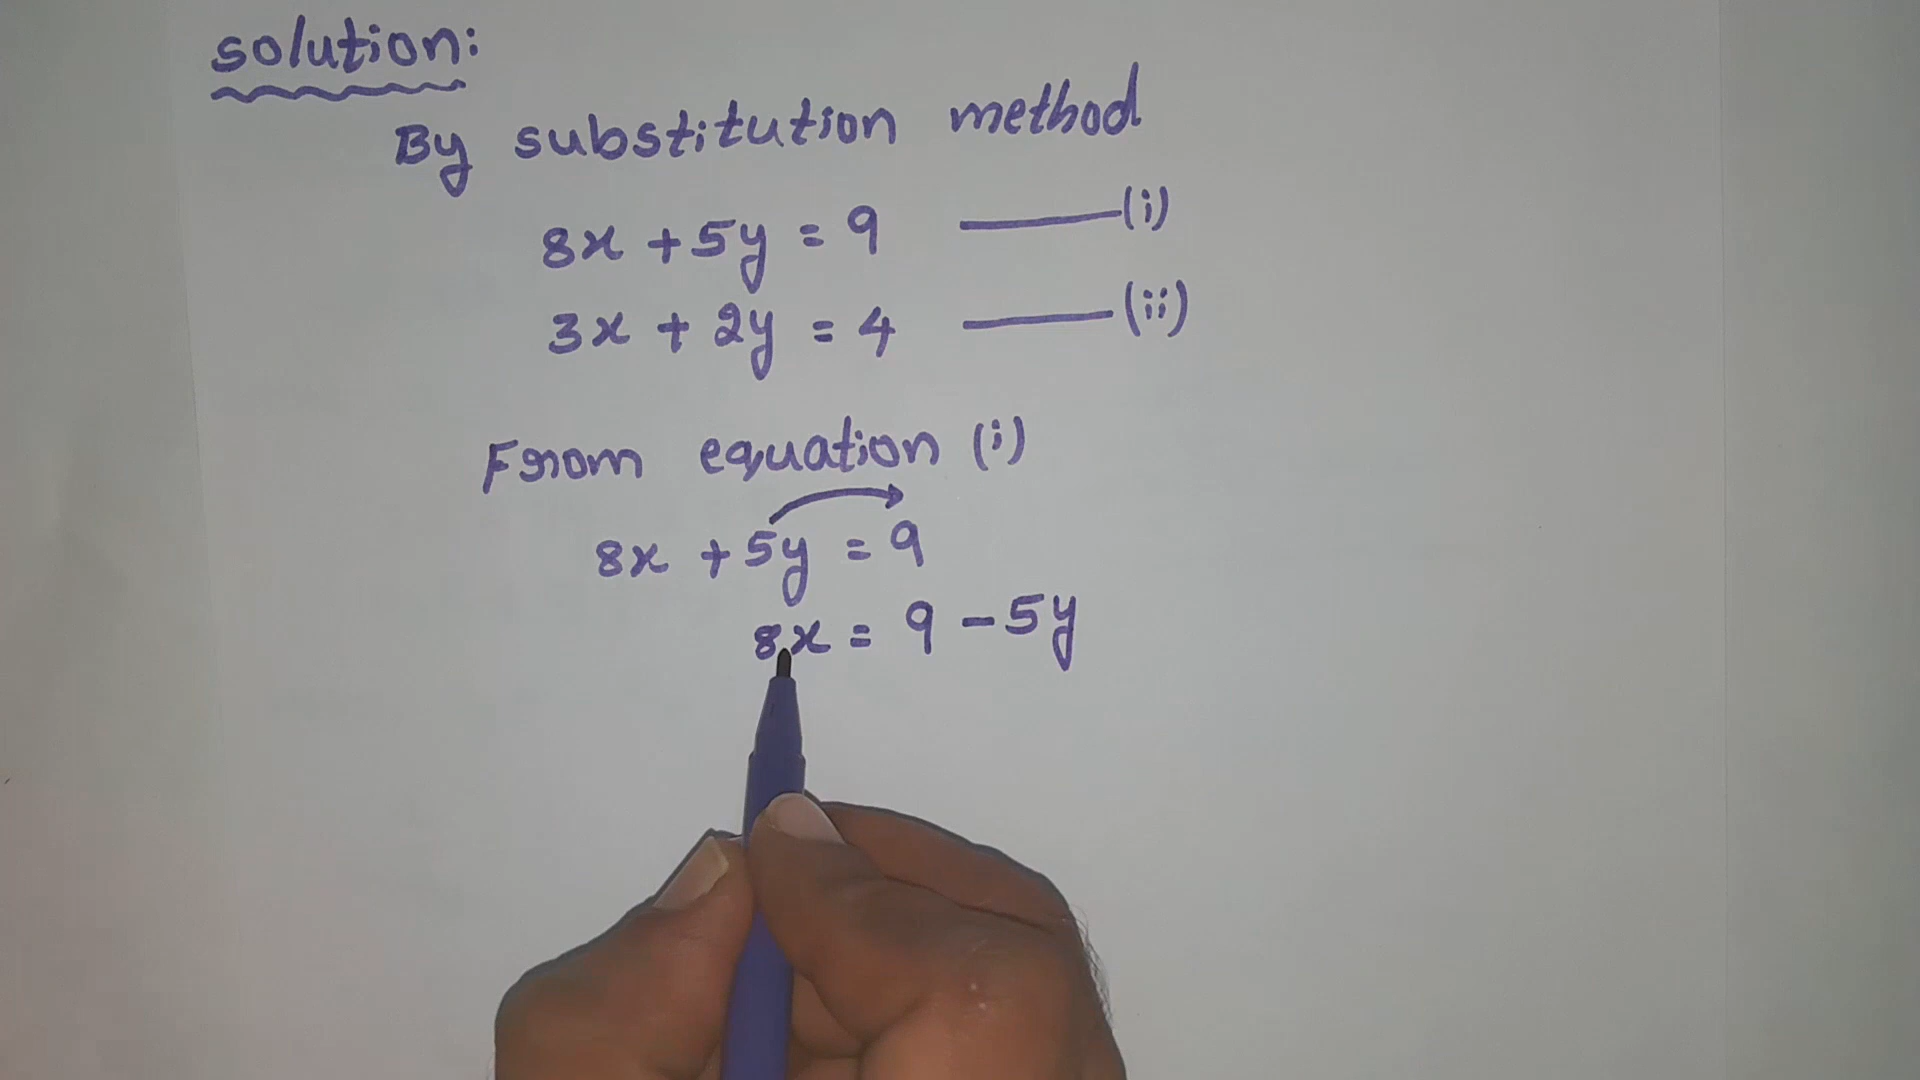 solution:
By substitution method
8x + 5y = 9 ——— (i)
3x + 2y = 4 ——— (ii)
From equation (i)
8x + 5y = 9
8x = 9 - 5y